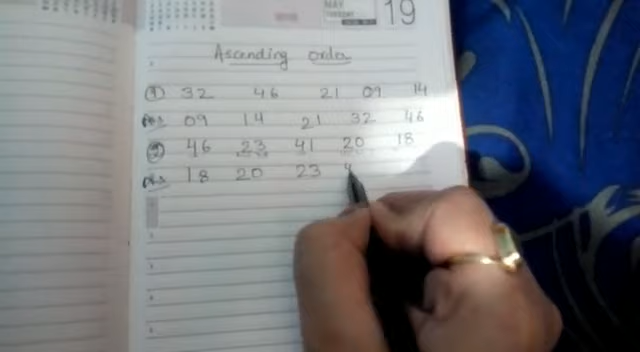 MAY
19
Ascending order
① 32 46 21 09 14
Ans 09 14 21 32 46
② 46 23 41 20 18
Ans 18 20 23 4